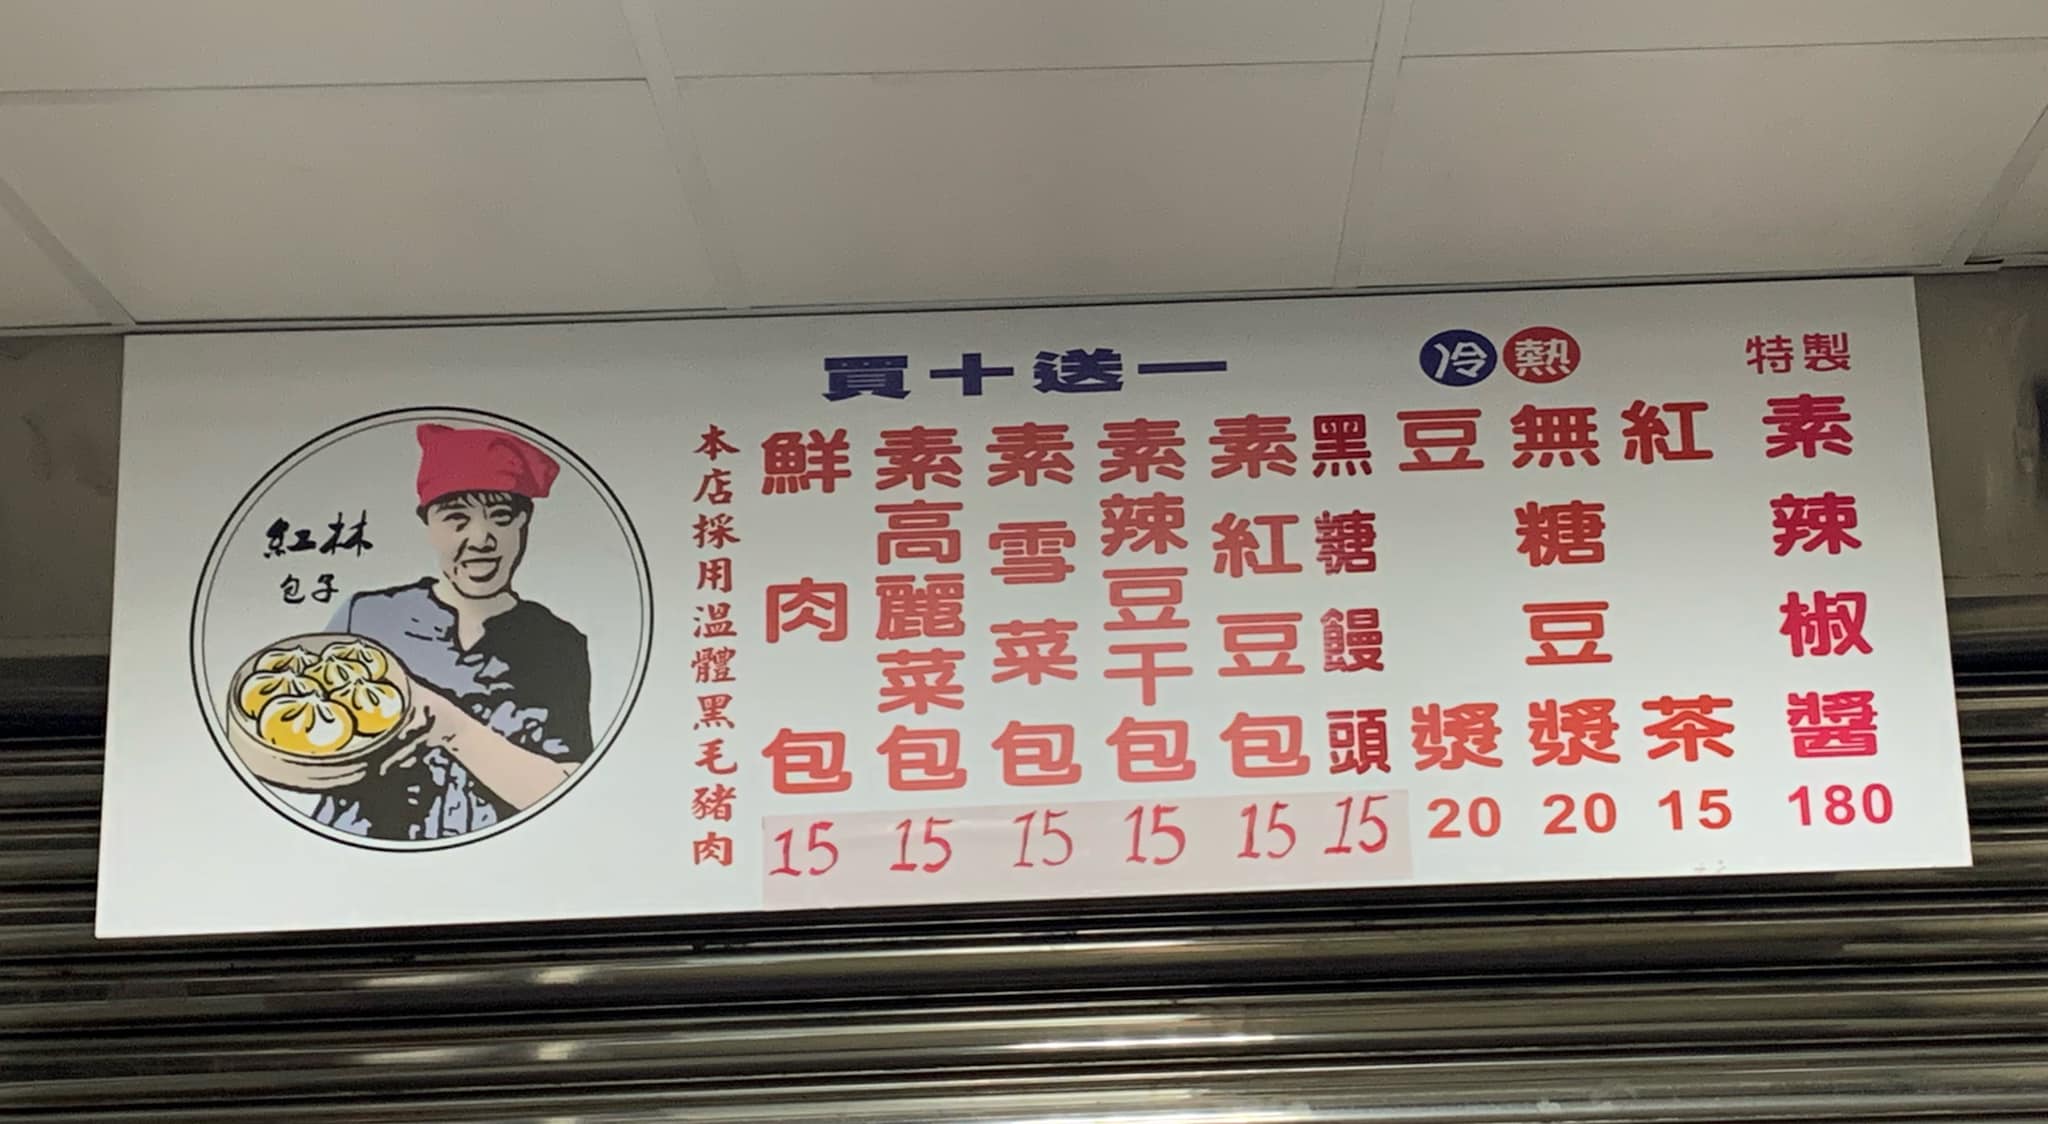 紅林
包子
買十送一
冷 熱
特製
本店採用溫體黑毛豬肉
鮮肉包 15
素高麗菜包 15
素雪菜包 15
素辣豆干包 15
素紅豆包 15
黑糖饅頭 15
豆漿 20
無糖豆漿 20
紅茶 15
素辣椒醬 180